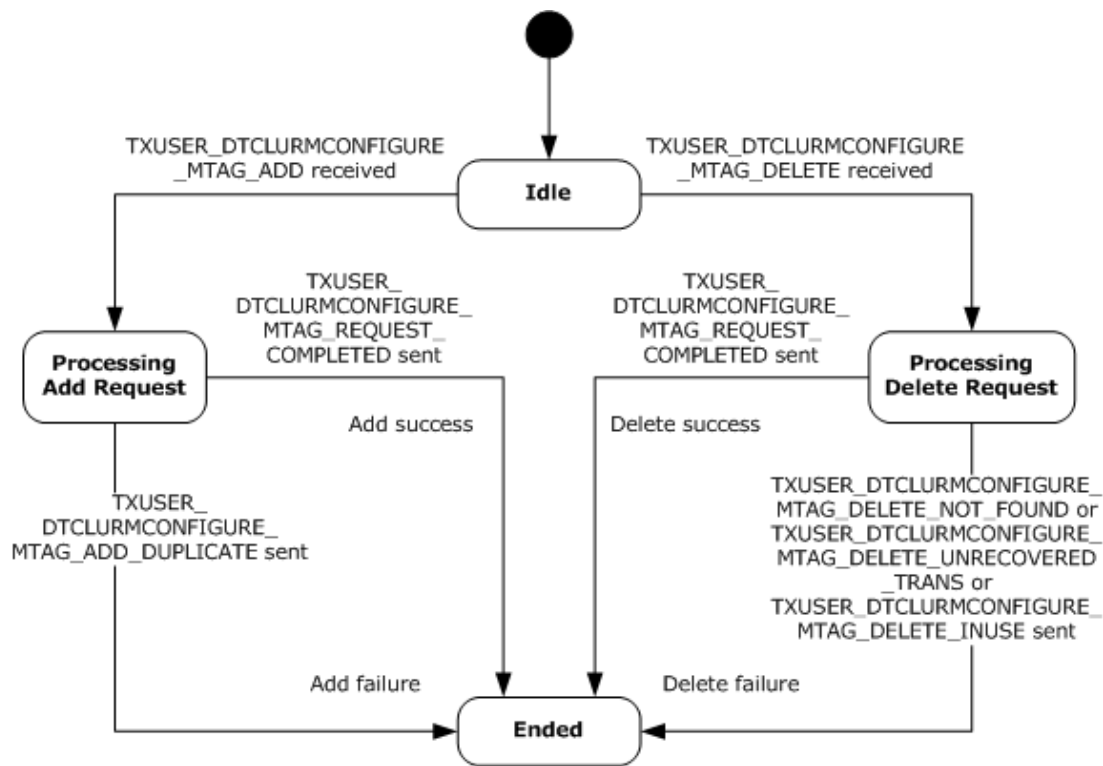 TXUSER_DTCLURMCONFIGURE
_MTAG_ADD received
TXUSER_DTCLURMCONFIGURE
_MTAG_DELETE received
Idle
TXUSER_
DTCLURMCONFIGURE_
MTAG_REQUEST_
COMPLETED sent
TXUSER_
DTCLURMCONFIGURE_
MTAG_REQUEST_
COMPLETED sent
Processing
Add Request
Processing
Delete Request
Add success
Delete success
TXUSER_
DTCLURMCONFIGURE_
MTAG_ADD_DUPLICATE sent
TXUSER_DTCLURMCONFIGURE_
MTAG_DELETE_NOT_FOUND or
TXUSER_DTCLURMCONFIGURE_
MTAG_DELETE_UNRECOVERED
_TRANS or
TXUSER_DTCLURMCONFIGURE_
MTAG_DELETE_INUSE sent
Add failure
Delete failure
Ended